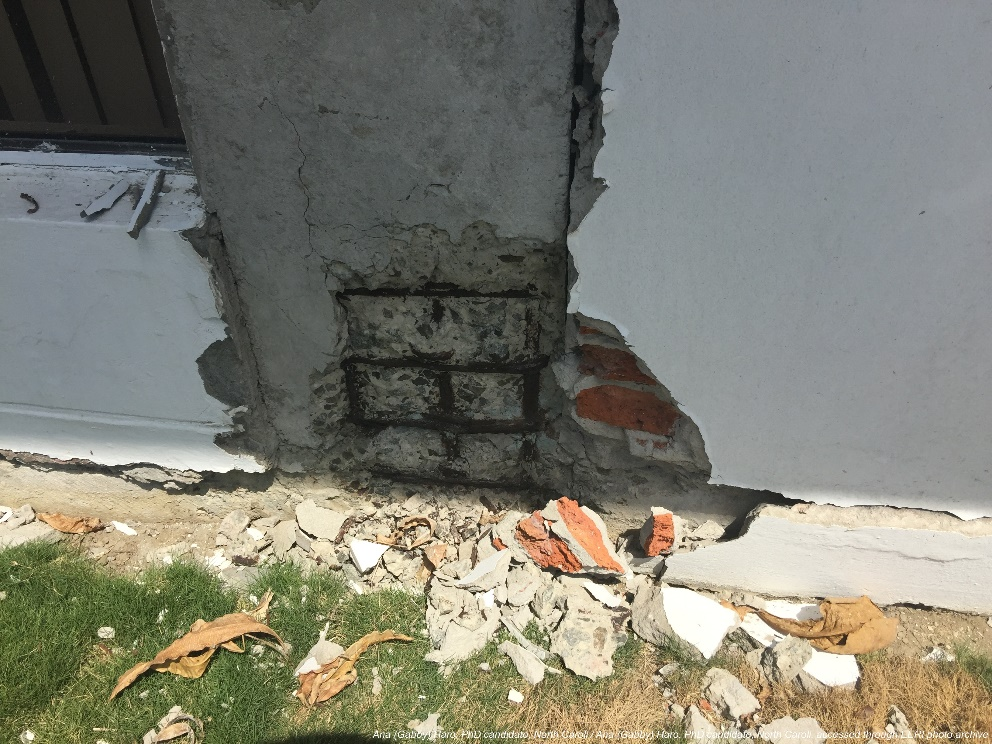 Ana (Gabby) Haro, PhD candidate, North Caroli / Ana (Gabby) Haro, PhD candidate, North Caroli, accessed through EERI photo archive